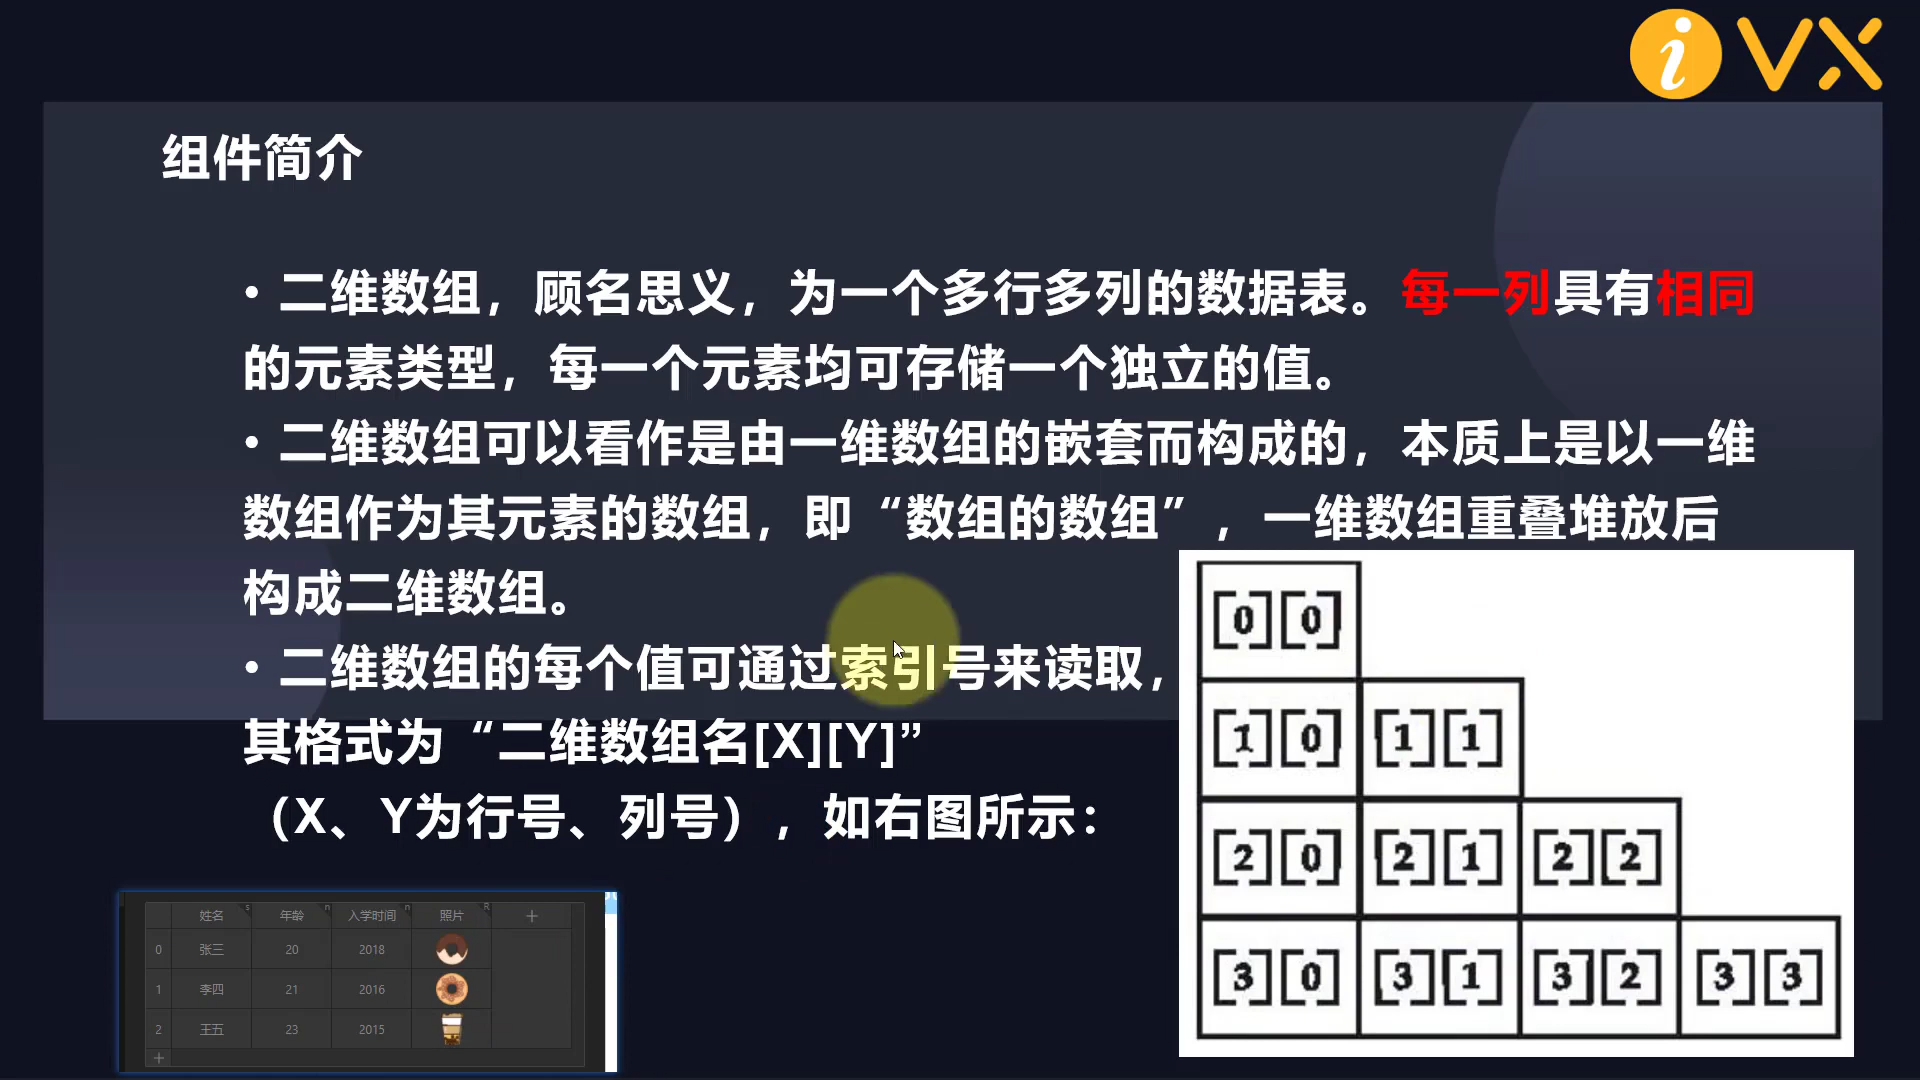 iVX
组件简介
• 二维数组，顾名思义，为一个多行多列的数据表。每一列具有相同
的元素类型，每一个元素均可存储一个独立的值。
• 二维数组可以看作是由一维数组的嵌套而构成的，本质上是以一维
数组作为其元素的数组，即“数组的数组”，一维数组重叠堆放后
构成二维数组。
• 二维数组的每个值可通过索引号来读取，
其格式为“二维数组名[X][Y]”
（X、Y为行号、列号），如右图所示：
[0][0]
[1][0] [1][1]
[2][0] [2][1] [2][2]
[3][0] [3][1] [3][2] [3][3]
姓名 s 年龄 n 入学时间 n 照片 R +
0 张三 20 2018
1 李四 21 2016
2 王五 23 2015
+